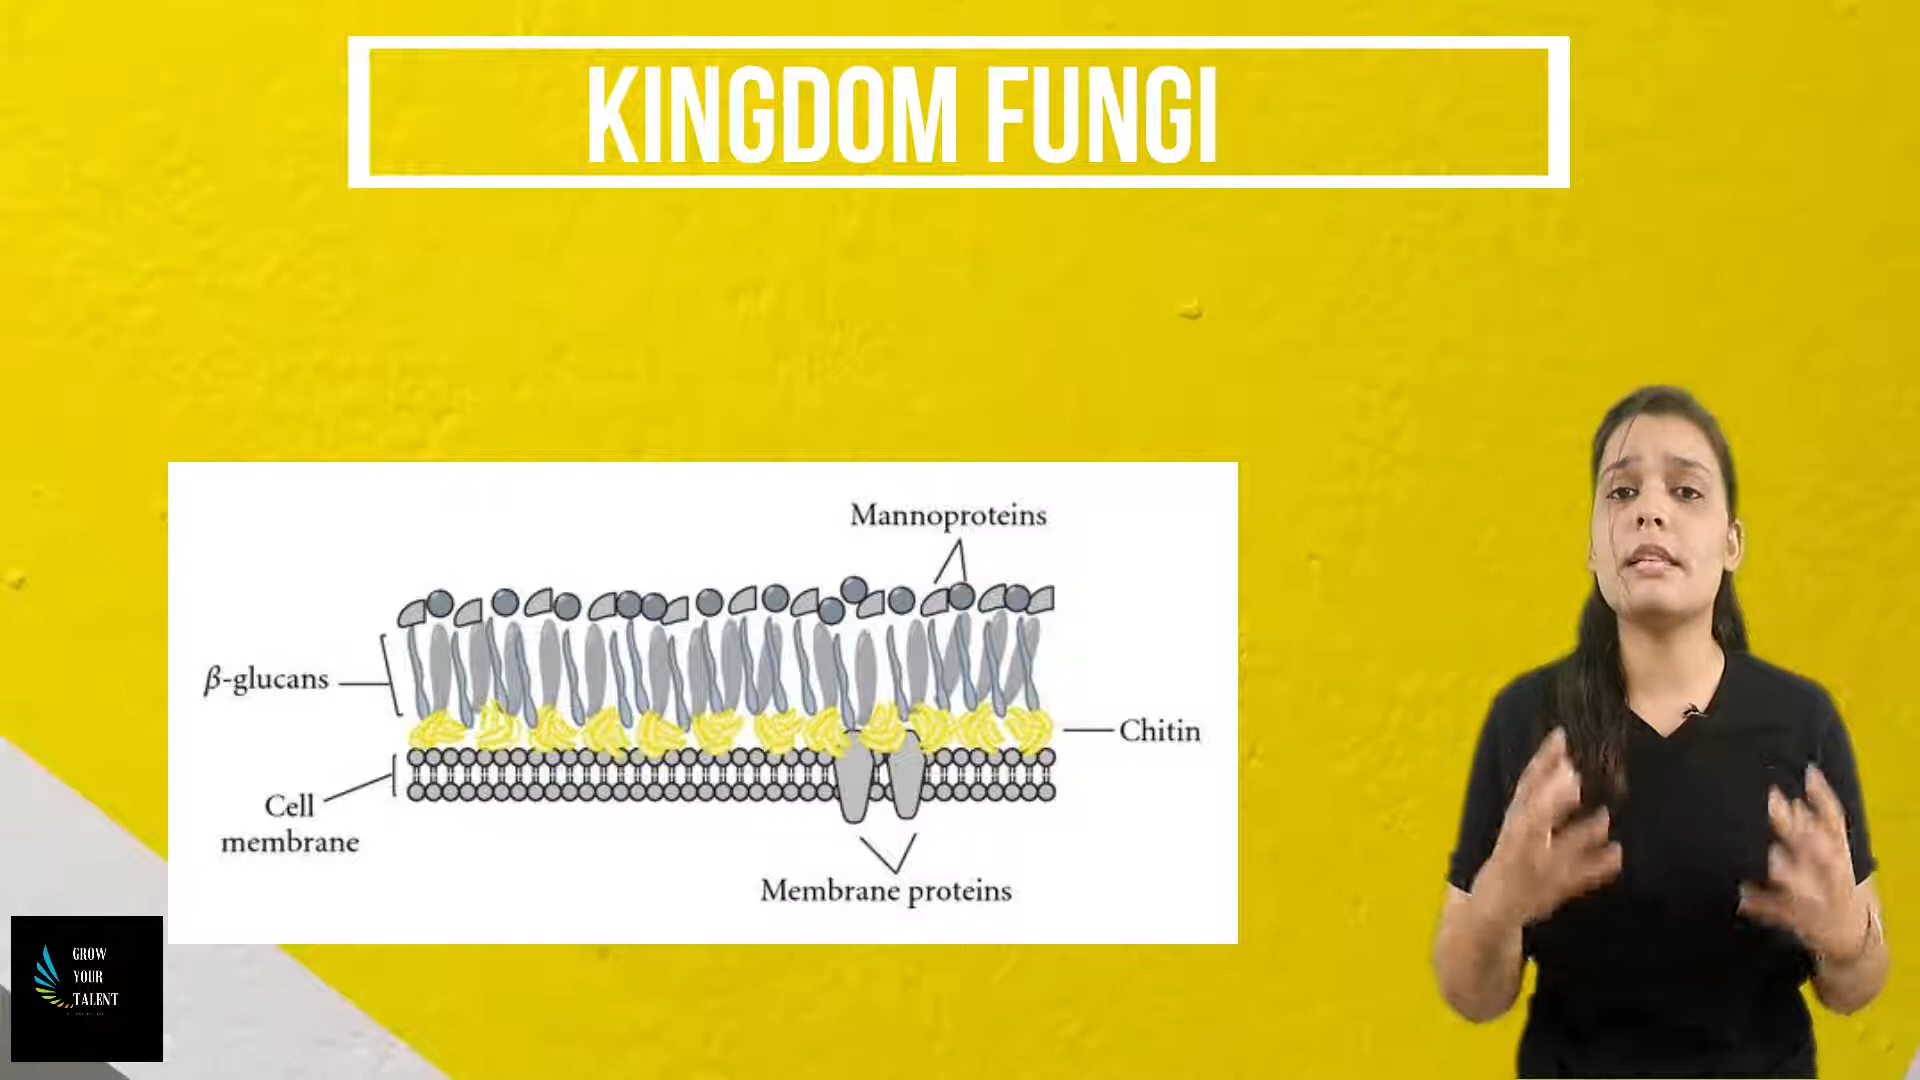 KINGDOM FUNGI
Mannoproteins
β-glucans
Chitin
Cell
membrane
Membrane proteins
GROW
YOUR
TALENT